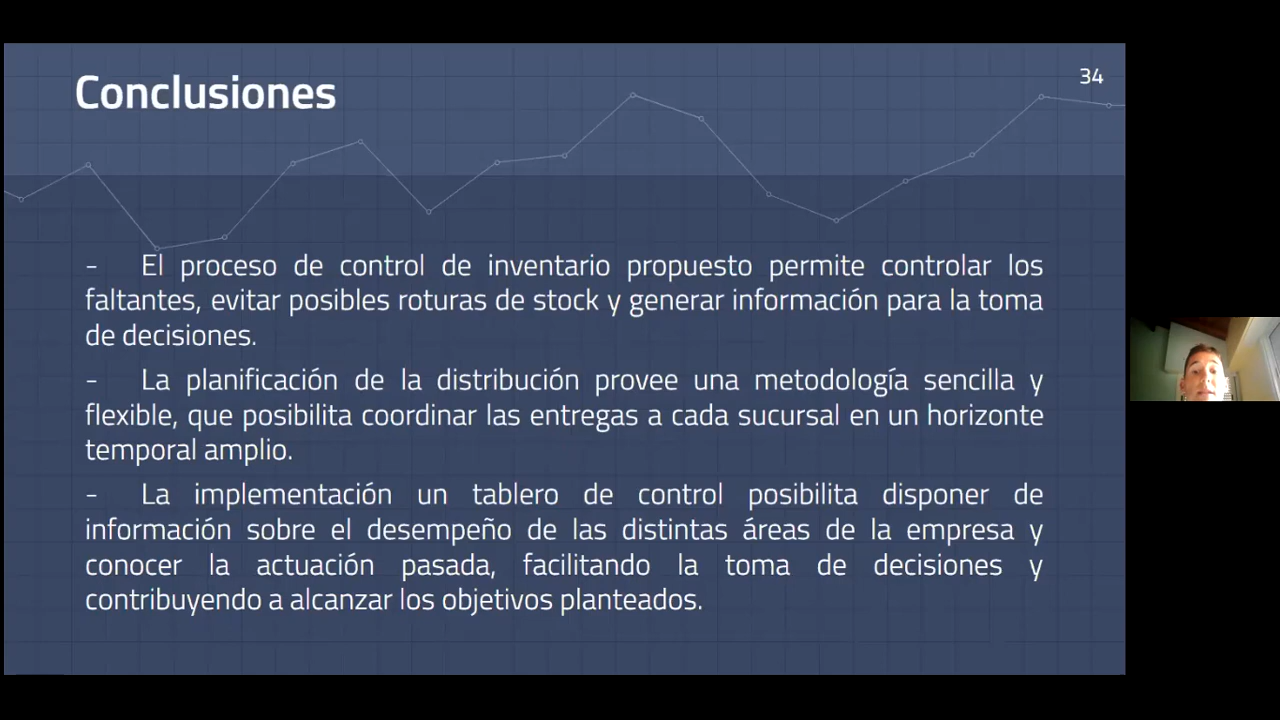 Conclusiones
34
- El proceso de control de inventario propuesto permite controlar los
faltantes, evitar posibles roturas de stock y generar información para la toma
de decisiones.
- La planificación de la distribución provee una metodología sencilla y
flexible, que posibilita coordinar las entregas a cada sucursal en un horizonte
temporal amplio.
- La implementación un tablero de control posibilita disponer de
información sobre el desempeño de las distintas áreas de la empresa y
conocer la actuación pasada, facilitando la toma de decisiones y
contribuyendo a alcanzar los objetivos planteados.